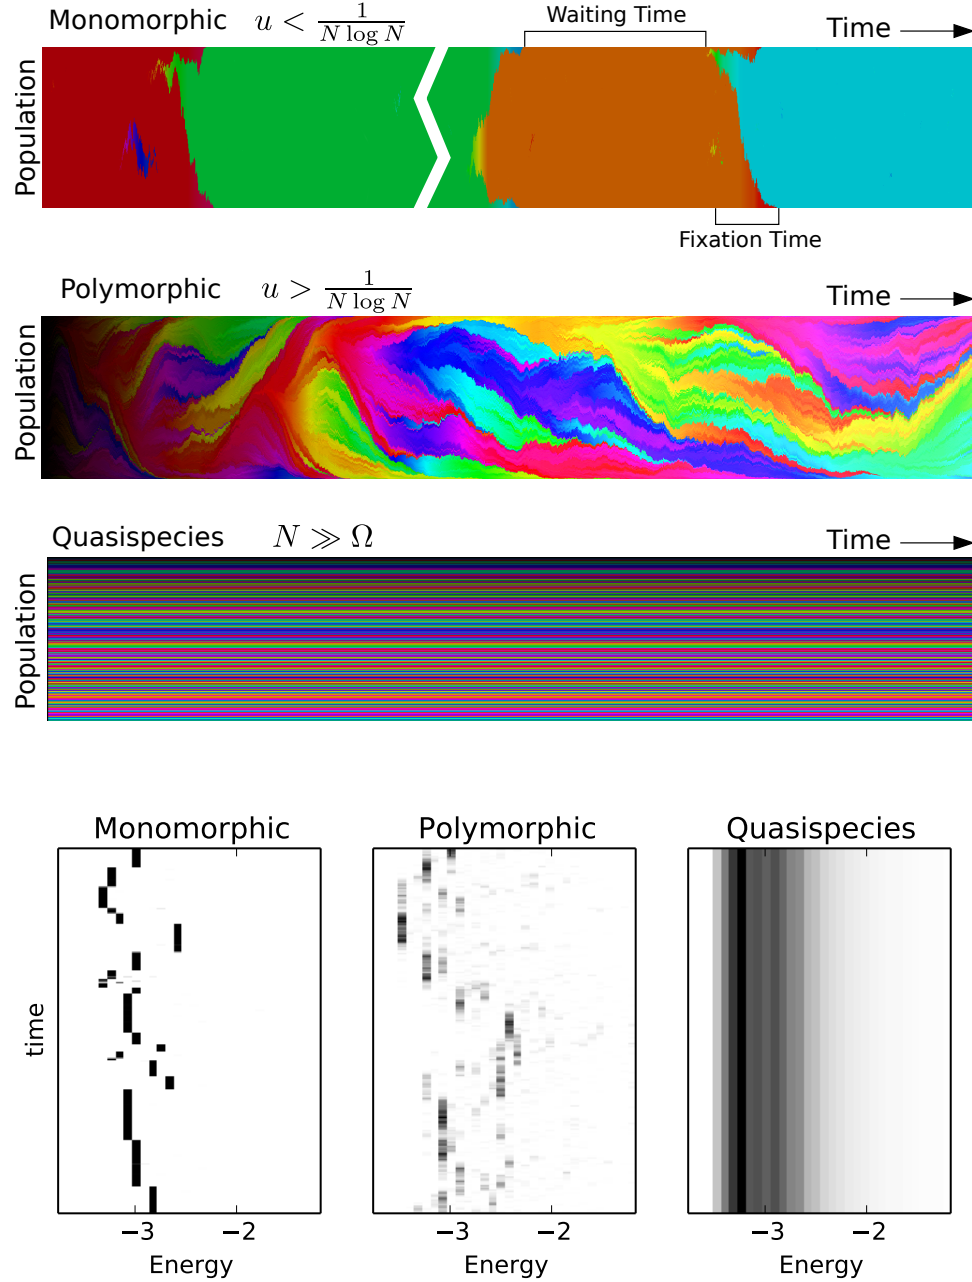 Monomorphic u < 1/(N log N)
Waiting Time
Time
Population
Fixation Time
Polymorphic u > 1/(N log N)
Time
Population
Quasispecies N ≫ Ω
Time
Population
Monomorphic
Polymorphic
Quasispecies
time
−3 −2
−3 −2
−3 −2
Energy
Energy
Energy